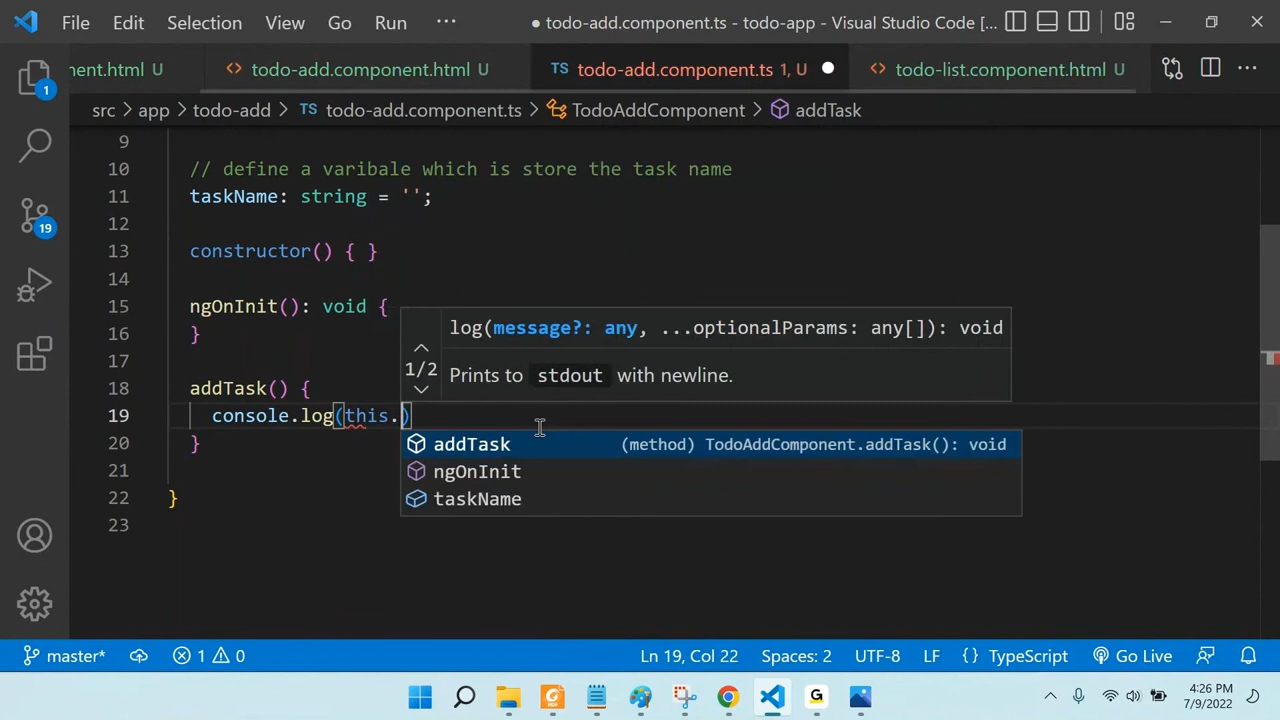 File Edit Selection View Go Run ··· ● todo-add.component.ts - todo-app - Visual Studio Code [...
nent.html U <> todo-add.component.html U TS todo-add.component.ts 1, U ● <> todo-list.component.html U ···
1 src > app > todo-add > TS todo-add.component.ts > TodoAddComponent > addTask
9
10 // define a varibale which is store the task name
11 taskName: string = '';
12
13 constructor() { }
14
15 ngOnInit(): void {
16 }
17
18 addTask() {
19 console.log(this.)
20 }
21
22 }
23
log(message?: any, ...optionalParams: any[]): void
1/2 Prints to stdout with newline.
addTask (method) TodoAddComponent.addTask(): void
ngOnInit
taskName
19
master* 1 0 Ln 19, Col 22 Spaces: 2 UTF-8 LF {} TypeScript Go Live
PDF G 4:26 PM
7/9/2022